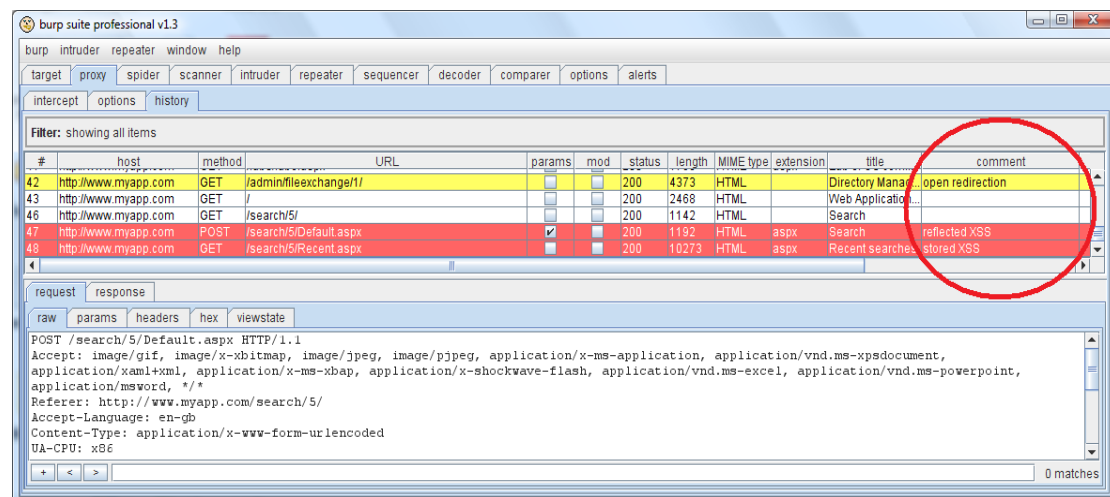 burp suite professional v1.3
burp intruder repeater window help
target proxy spider scanner intruder repeater sequencer decoder comparer options alerts
intercept options history
Filter: showing all items
# host method URL params mod status length MIME type extension title comment
42 http://www.myapp.com GET /admin/fileexchange/1/ 200 4373 HTML Directory Manag... open redirection
43 http://www.myapp.com GET / 200 2468 HTML Web Application...
46 http://www.myapp.com GET /search/5/ 200 1142 HTML Search
47 http://www.myapp.com POST /search/5/Default.aspx 200 1192 HTML aspx Search reflected XSS
48 http://www.myapp.com GET /search/5/Recent.aspx 200 10273 HTML aspx Recent searches stored XSS
request response
raw params headers hex viewstate
POST /search/5/Default.aspx HTTP/1.1
Accept: image/gif, image/x-xbitmap, image/jpeg, image/pjpeg, application/x-ms-application, application/vnd.ms-xpsdocument,
application/xaml+xml, application/x-ms-xbap, application/x-shockwave-flash, application/vnd.ms-excel, application/vnd.ms-powerpoint,
application/msword, */*
Referer: http://www.myapp.com/search/5/
Accept-Language: en-gb
Content-Type: application/x-www-form-urlencoded
UA-CPU: x86
+ < > 0 matches